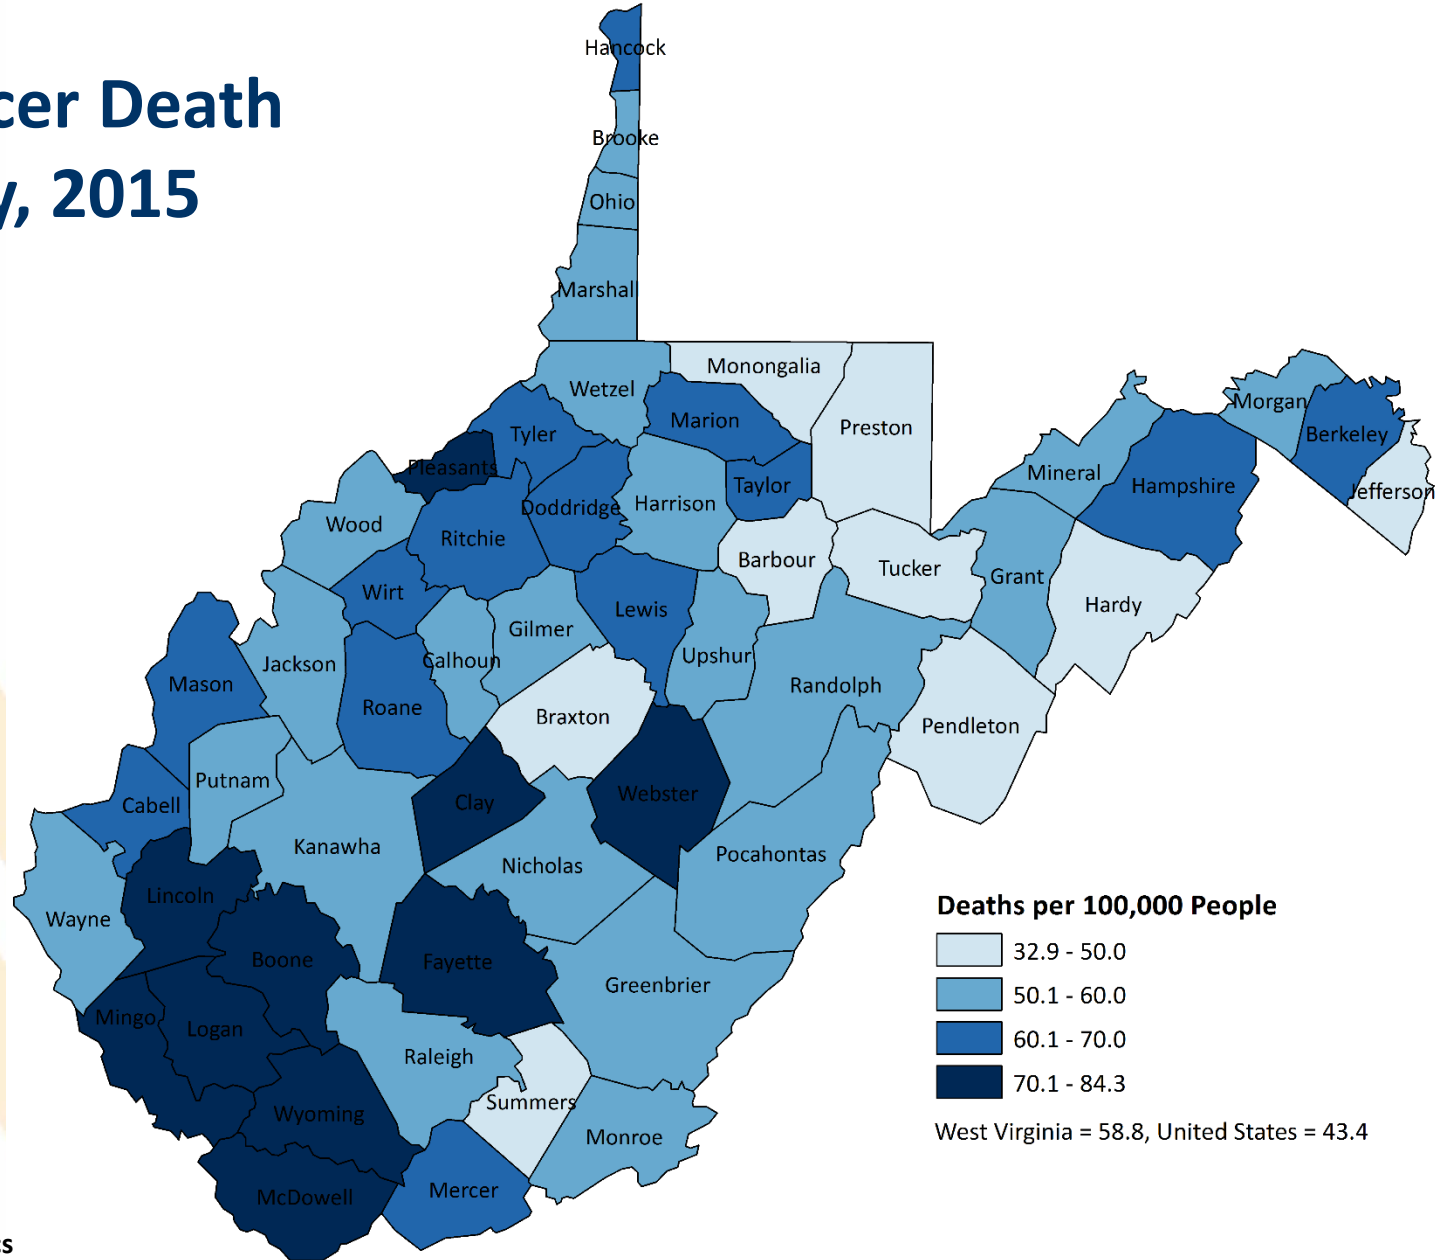 cer Death
y, 2015
Hancock
Brooke
Ohio
Marshall
Wetzel
Monongalia
Preston
Marion
Tyler
Pleasants
Taylor
Doddridge
Harrison
Ritchie
Wood
Wirt
Barbour
Tucker
Grant
Mineral
Hampshire
Morgan
Berkeley
Jefferson
Hardy
Lewis
Gilmer
Calhoun
Upshur
Jackson
Mason
Roane
Randolph
Braxton
Pendleton
Putnam
Cabell
Clay
Webster
Kanawha
Nicholas
Pocahontas
Lincoln
Wayne
Boone
Fayette
Greenbrier
Mingo
Logan
Raleigh
Summers
Wyoming
Monroe
McDowell
Mercer
Deaths per 100,000 People
32.9 - 50.0
50.1 - 60.0
60.1 - 70.0
70.1 - 84.3
West Virginia = 58.8, United States = 43.4
cs